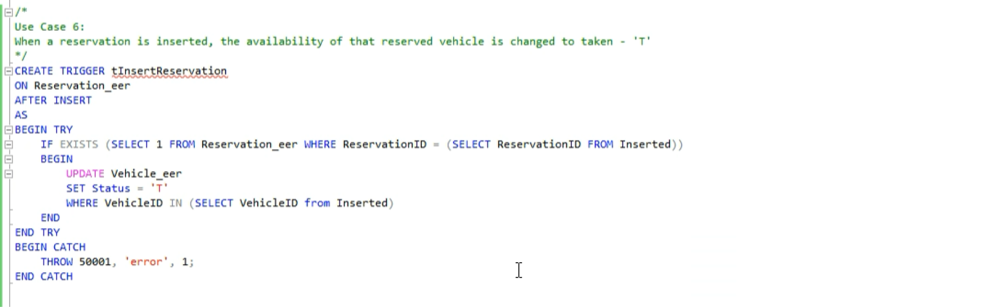 /*
Use Case 6:
When a reservation is inserted, the availability of that reserved vehicle is changed to taken - 'T'
*/
CREATE TRIGGER tInsertReservation
ON Reservation_eer
AFTER INSERT
AS
BEGIN TRY
    IF EXISTS (SELECT 1 FROM Reservation_eer WHERE ReservationID = (SELECT ReservationID FROM Inserted))
    BEGIN
        UPDATE Vehicle_eer
        SET Status = 'T'
        WHERE VehicleID IN (SELECT VehicleID from Inserted)
    END
END TRY
BEGIN CATCH
    THROW 50001, 'error', 1;
END CATCH